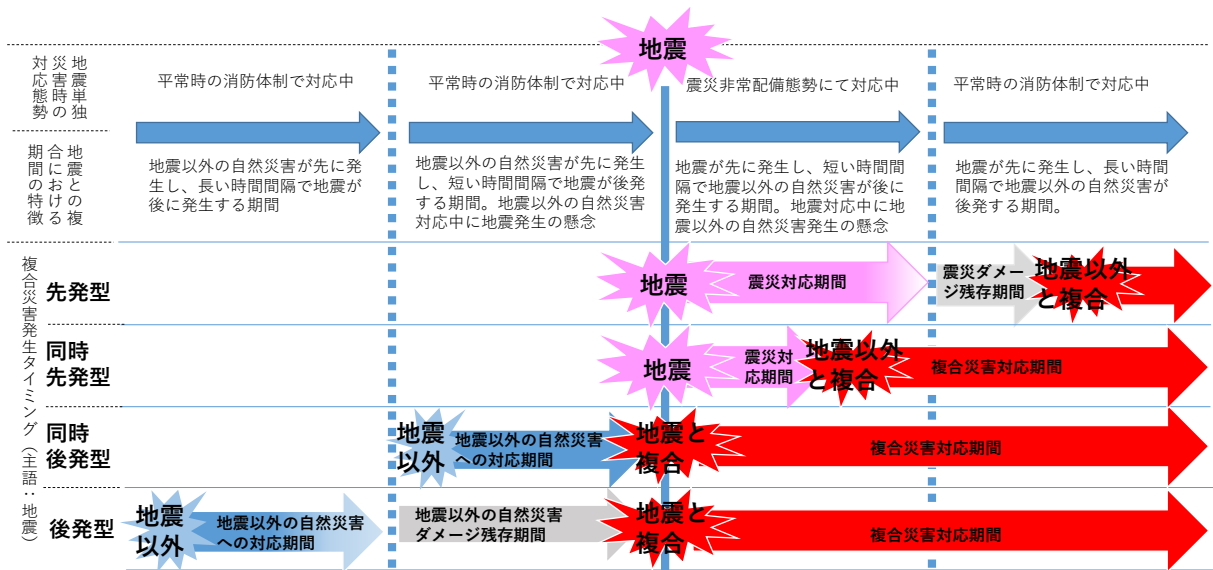 地震
地震単独
災害時の
対応態勢
平常時の消防体制で対応中
平常時の消防体制で対応中
震災非常配備態勢にて対応中
平常時の消防体制で対応中
地震との複
合における
期間の特徴
地震以外の自然災害が先に発
生し、長い時間間隔で地震が
後に発生する期間
地震以外の自然災害が先に発生
し、短い時間間隔で地震が後発
する期間。地震以外の自然災害
対応中に地震発生の懸念
地震が先に発生し、短い時間間
隔で地震以外の自然災害が後に
発生する期間。地震対応中に地
震以外の自然災害発生の懸念
地震が先に発生し、長い時間
間隔で地震以外の自然災害が
後発する期間。
複合災害発生タイミング（主語：地震）
先発型
地震
震災対応期間
震災ダメー
ジ残存期間
地震以外
と複合
同時
先発型
地震
震災対
応期間
地震以外
と複合
複合災害対応期間
同時
後発型
地震
以外
地震以外の自然災害
への対応期間
地震と
複合
複合災害対応期間
後発型
地震
以外
地震以外の自然災害
への対応期間
地震以外の自然災害
ダメージ残存期間
地震と
複合
複合災害対応期間